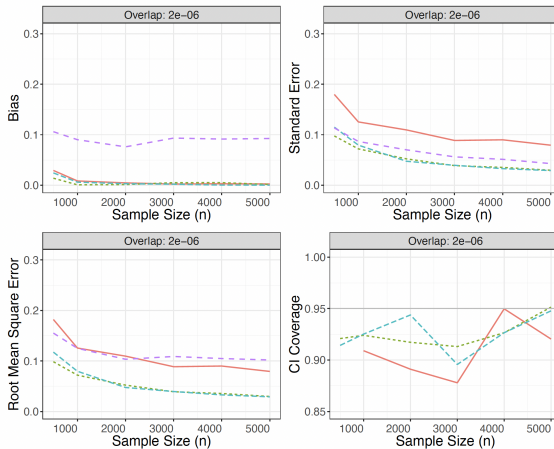 Overlap: 2e−06
0.3
0.2
0.1
0.0
Bias
1000 2000 3000 4000 5000
Sample Size (n)
Overlap: 2e−06
0.3
0.2
0.1
0.0
Standard Error
1000 2000 3000 4000 5000
Sample Size (n)
Overlap: 2e−06
0.3
0.2
0.1
0.0
Root Mean Square Error
1000 2000 3000 4000 5000
Sample Size (n)
Overlap: 2e−06
1.00
0.95
0.90
0.85
CI Coverage
1000 2000 3000 4000 5000
Sample Size (n)